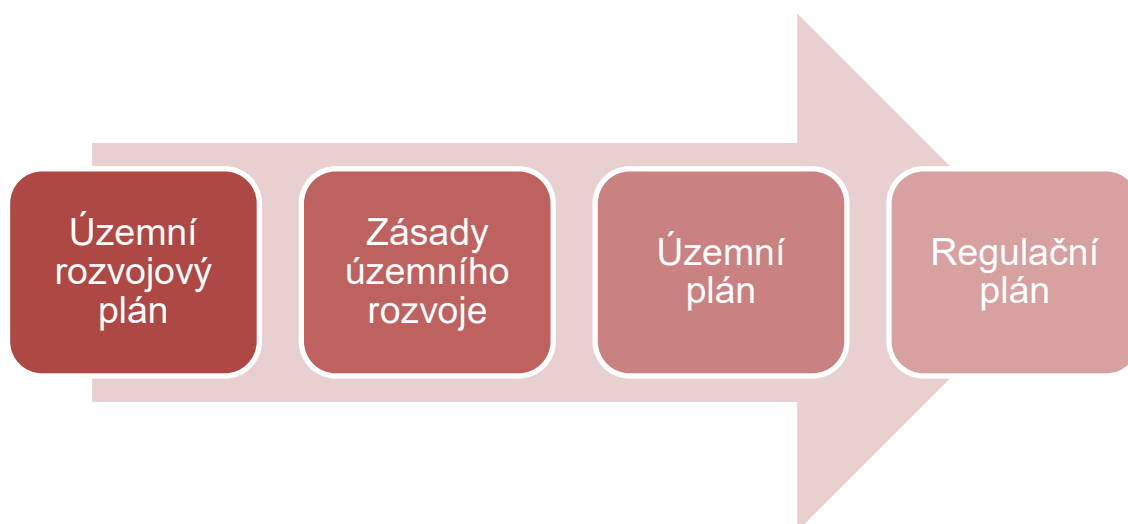 Územní
rozvojový
plán
Zásady
územního
rozvoje
Územní
plán
Regulační
plán